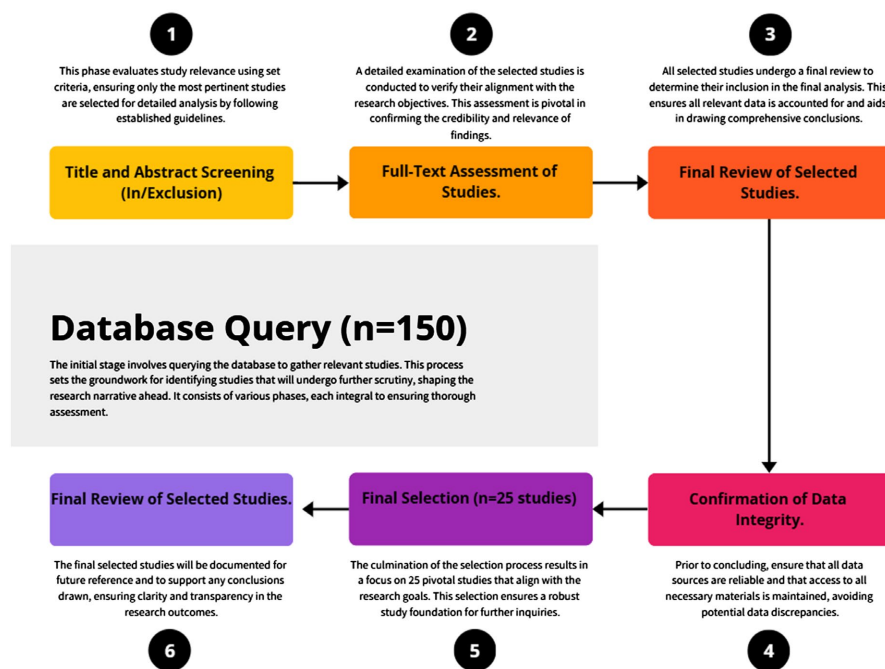 1
This phase evaluates study relevance using set
criteria, ensuring only the most pertinent studies
are selected for detailed analysis by following
established guidelines.
Title and Abstract Screening
(In/Exclusion)
2
A detailed examination of the selected studies is
conducted to verify their alignment with the
research objectives. This assessment is pivotal in
confirming the credibility and relevance of
findings.
Full-Text Assessment of
Studies.
3
All selected studies undergo a final review to
determine their inclusion in the final analysis. This
ensures all relevant data is accounted for and aids
in drawing comprehensive conclusions.
Final Review of Selected
Studies.
Database Query (n=150)
The initial stage involves querying the database to gather relevant studies. This process
sets the groundwork for identifying studies that will undergo further scrutiny, shaping the
research narrative ahead. It consists of various phases, each integral to ensuring thorough
assessment.
Confirmation of Data
Integrity.
Prior to concluding, ensure that all data
sources are reliable and that access to all
necessary materials is maintained, avoiding
potential data discrepancies.
4
Final Selection (n=25 studies)
The culmination of the selection process results in
a focus on 25 pivotal studies that align with the
research goals. This selection ensures a robust
study foundation for further inquiries.
5
Final Review of Selected Studies.
The final selected studies will be documented for
future reference and to support any conclusions
drawn, ensuring clarity and transparency in the
research outcomes.
6